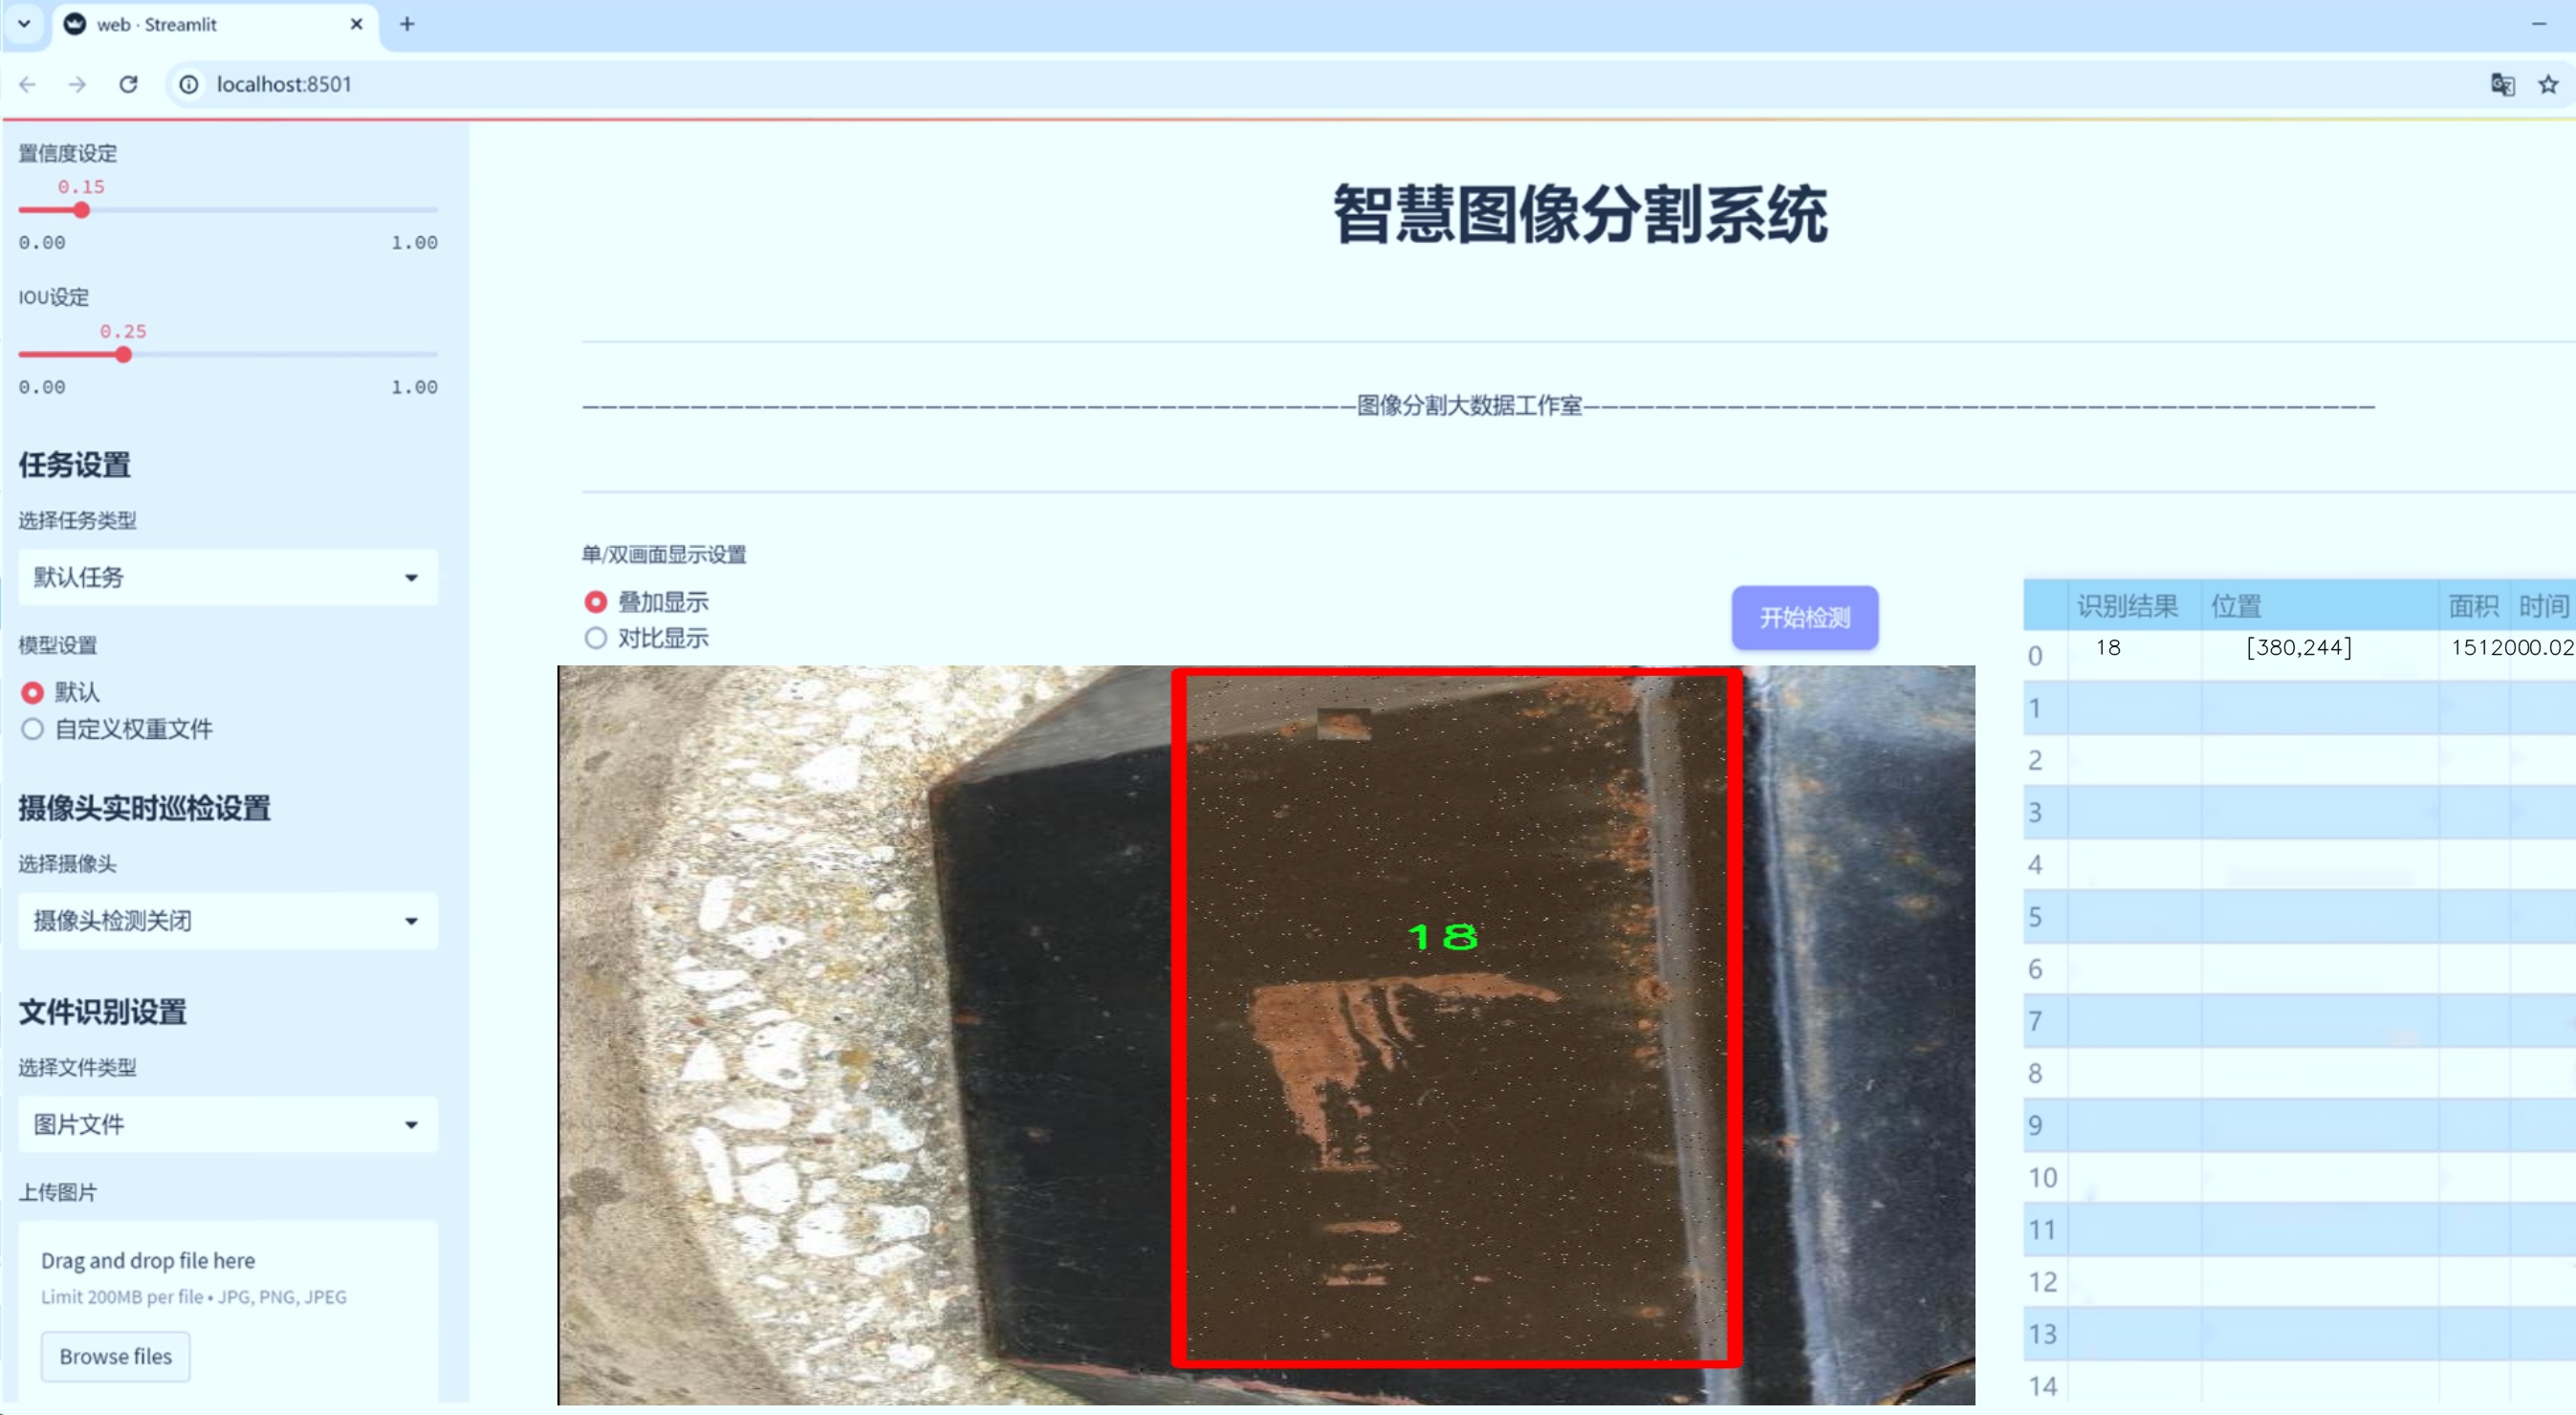 web · Streamlit
localhost:8501
置信度设定
0.15
0.00 1.00
IOU设定
0.25
0.00 1.00
任务设置
选择任务类型
默认任务
模型设置
默认
自定义权重文件
摄像头实时巡检设置
选择摄像头
摄像头检测关闭
文件识别设置
选择文件类型
图片文件
上传图片
Drag and drop file here
Limit 200MB per file • JPG, PNG, JPEG
Browse files
智慧图像分割系统
图像分割大数据工作室
单/双画面显示设置
叠加显示
对比显示
开始检测
18
识别结果 位置 面积 时间
0 18 [380,244] 1512000.02
1
2
3
4
5
6
7
8
9
10
11
12
13
14